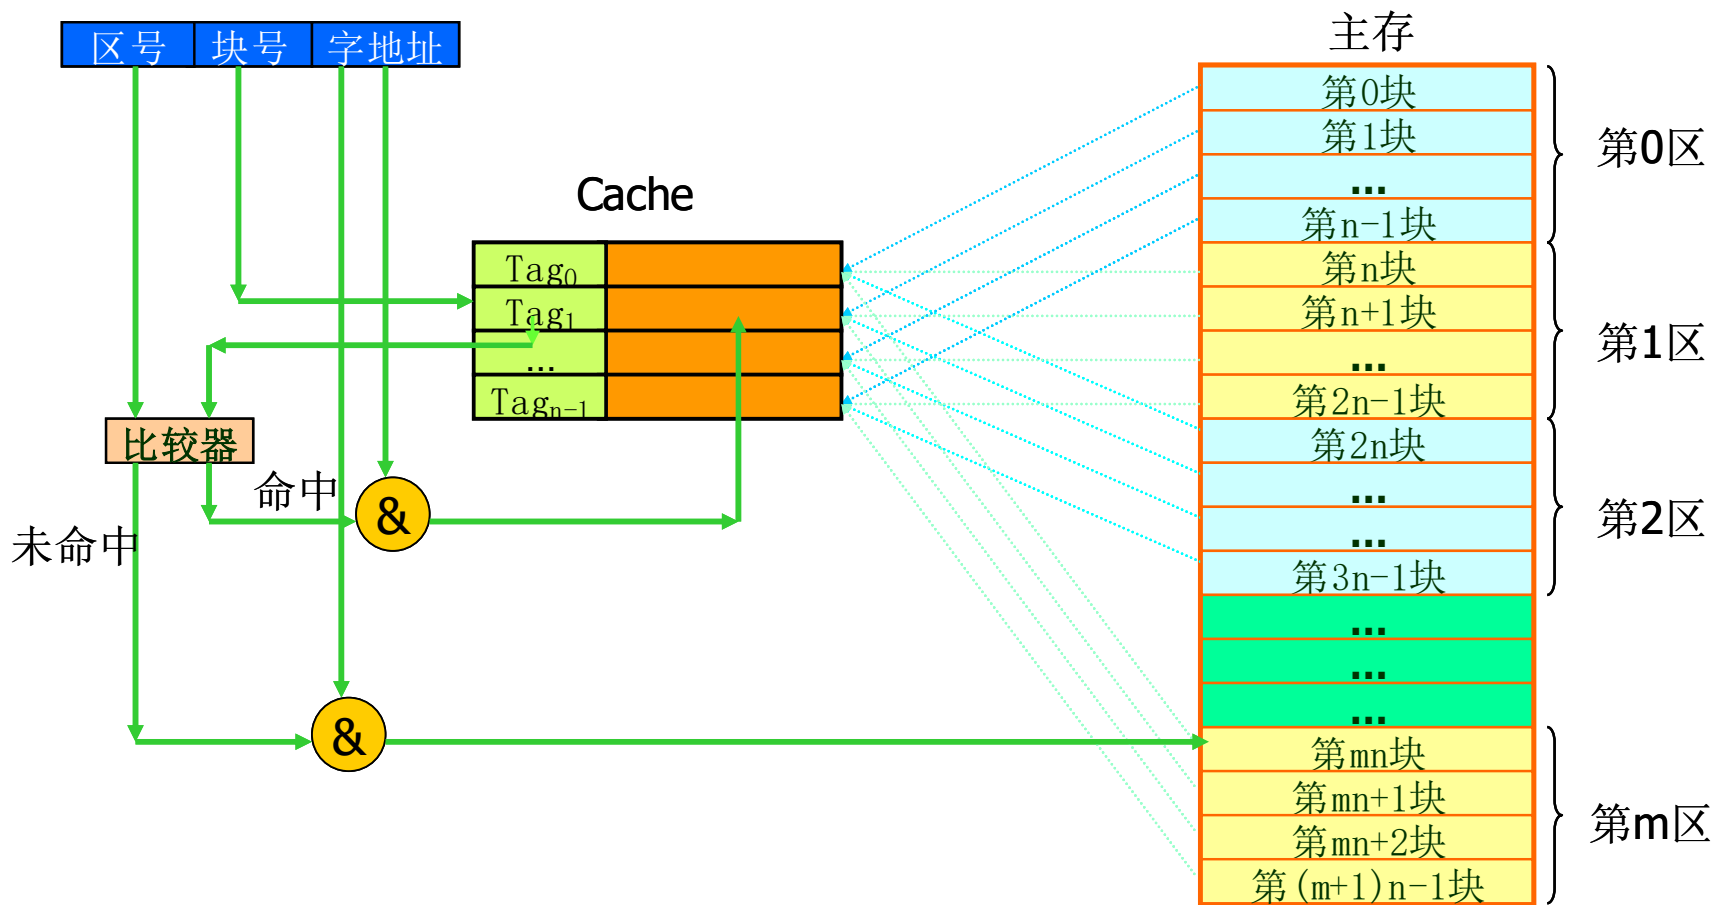 区号 块号 字地址
主存
Cache
Tag0
Tag1
...
Tagn-1
比较器
命中
未命中
&
&
第0块
第1块
...
第n-1块
第n块
第n+1块
...
第2n-1块
第2n块
...
...
第3n-1块
...
...
...
第mn块
第mn+1块
第mn+2块
第(m+1)n-1块
第0区
第1区
第2区
第m区